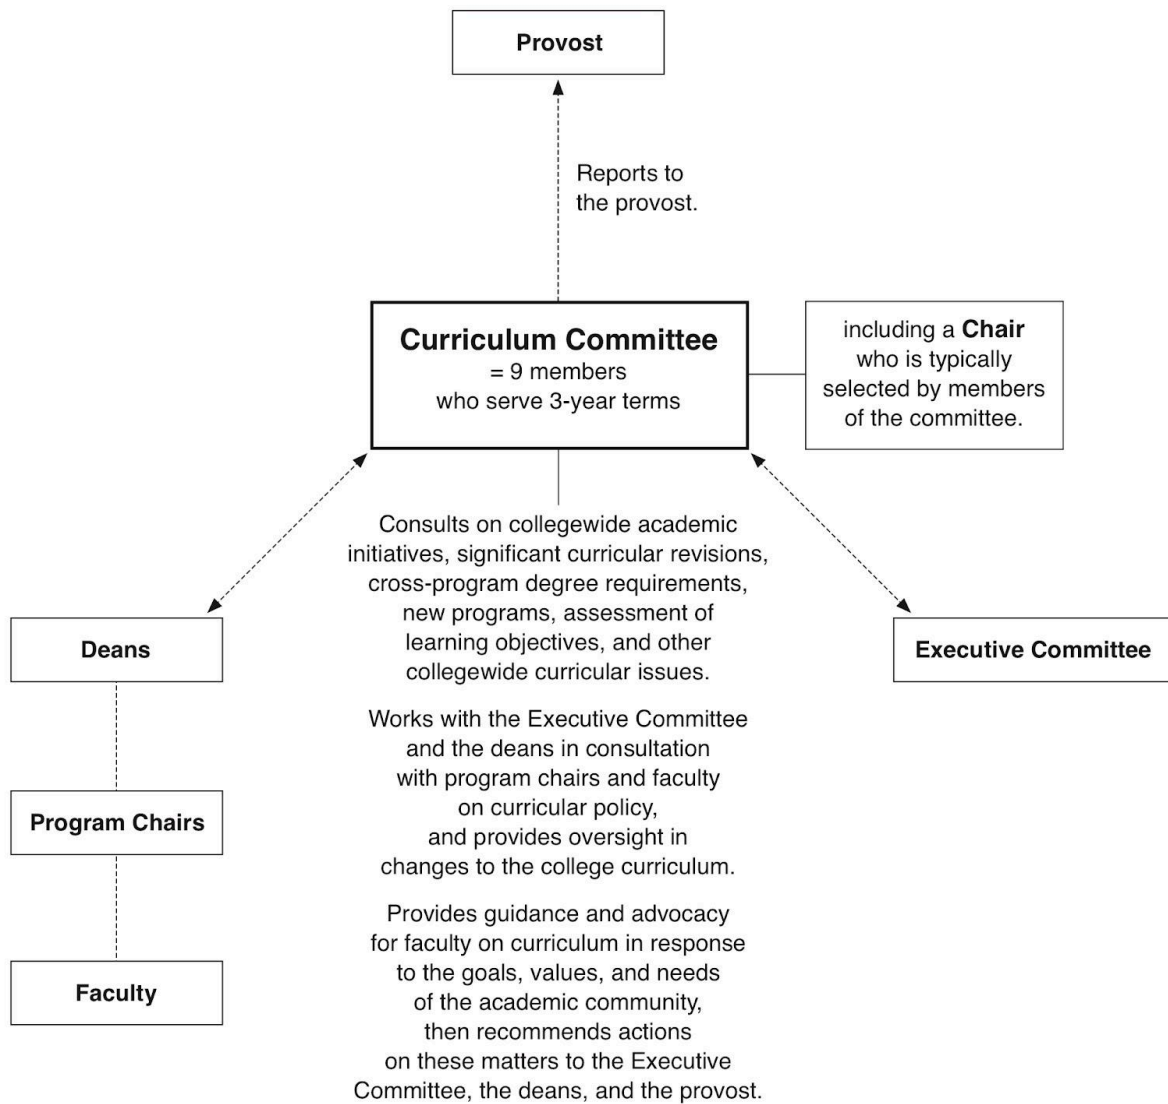 Provost
Reports to
the provost.
Curriculum Committee
= 9 members
who serve 3-year terms
including a Chair
who is typically
selected by members
of the committee.
Consults on collegewide academic
initiatives, significant curricular revisions,
cross-program degree requirements,
new programs, assessment of
learning objectives, and other
collegewide curricular issues.
Works with the Executive Committee
and the deans in consultation
with program chairs and faculty
on curricular policy,
and provides oversight in
changes to the college curriculum.
Provides guidance and advocacy
for faculty on curriculum in response
to the goals, values, and needs
of the academic community,
then recommends actions
on these matters to the Executive
Committee, the deans, and the provost.
Deans
Program Chairs
Faculty
Executive Committee